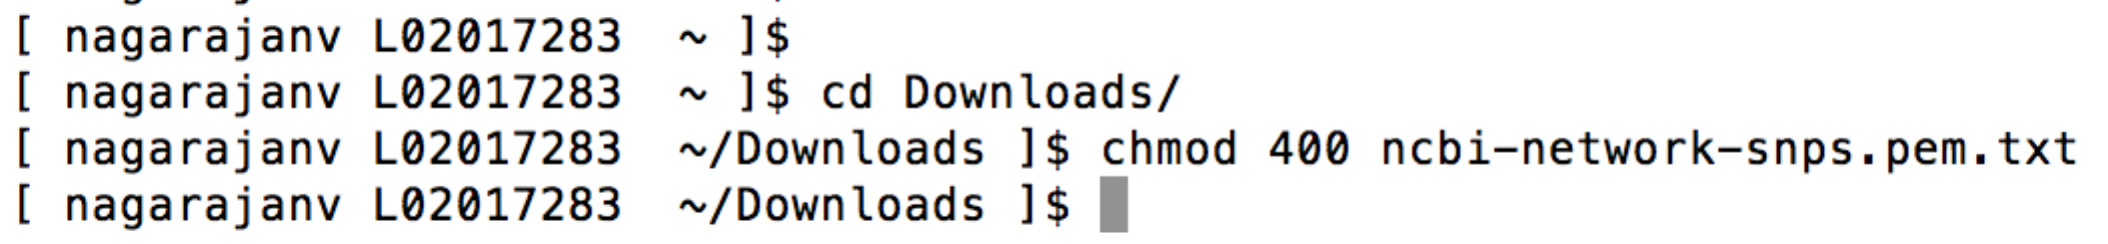 [ nagarajanv L02017283  ~ ]$
[ nagarajanv L02017283  ~ ]$ cd Downloads/
[ nagarajanv L02017283  ~/Downloads ]$ chmod 400 ncbi-network-snps.pem.txt
[ nagarajanv L02017283  ~/Downloads ]$